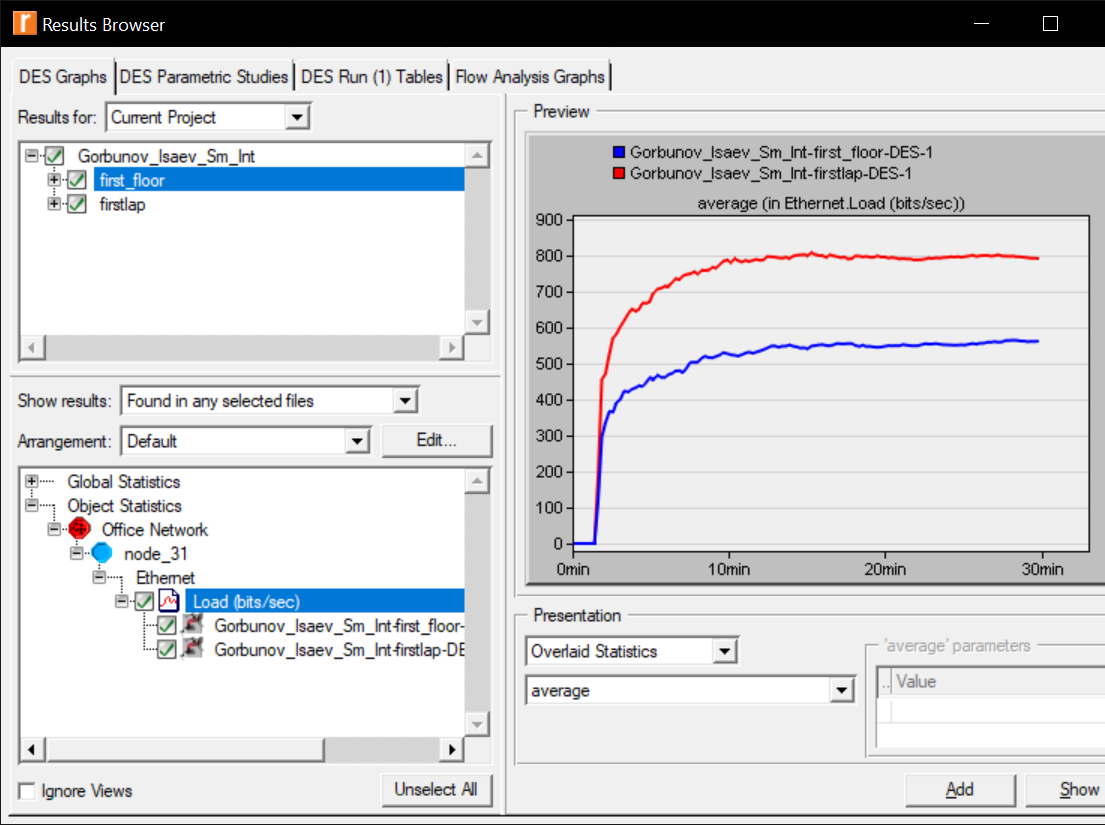 Results Browser
DES Graphs DES Parametric Studies DES Run (1) Tables Flow Analysis Graphs
Results for: Current Project
Gorbunov_Isaev_Sm_Int
first_floor
firstlap
Show results: Found in any selected files
Arrangement: Default Edit...
Global Statistics
Object Statistics
Office Network
node_31
Ethernet
Load (bits/sec)
Gorbunov_Isaev_Sm_Int-first_floor-
Gorbunov_Isaev_Sm_Int-firstlap-DE
Ignore Views Unselect All
Preview
Gorbunov_Isaev_Sm_Int-first_floor-DES-1
Gorbunov_Isaev_Sm_Int-firstlap-DES-1
average (in Ethernet.Load (bits/sec))
900
800
700
600
500
400
300
200
100
0
0min 10min 20min 30min
Presentation
Overlaid Statistics
average
'average' parameters
.. Value
Add Show